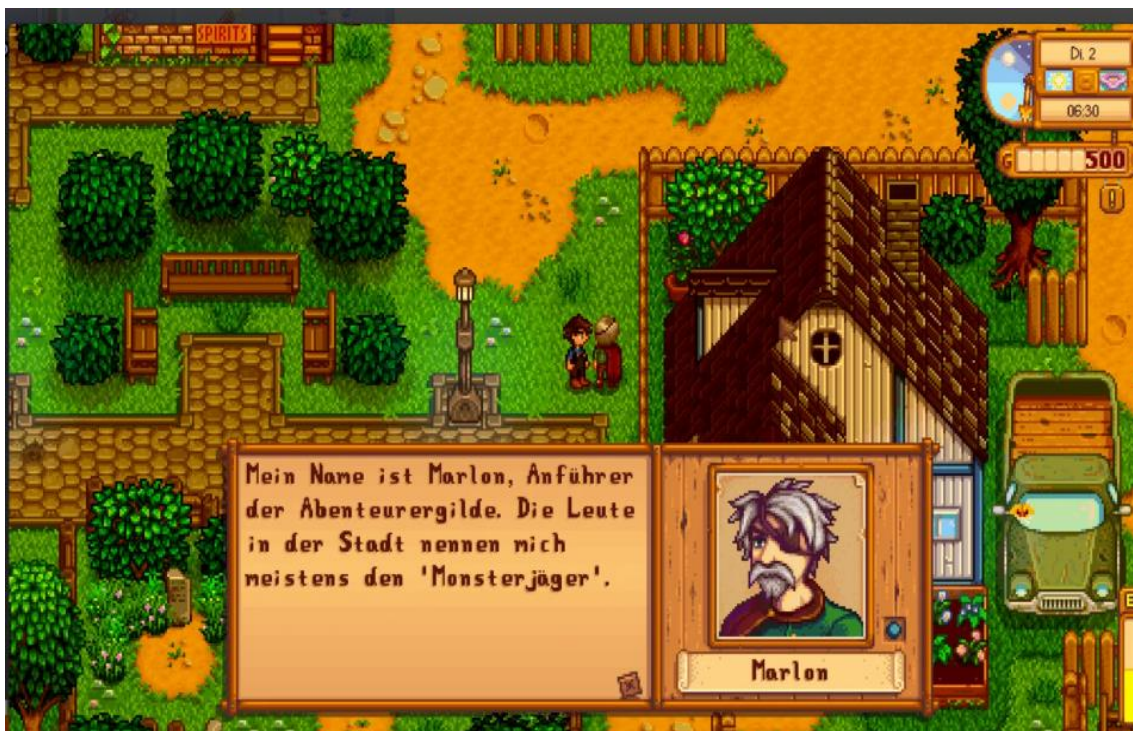 SPIRITS
Di. 2
06:30
G 500
Mein Name ist Marlon, Anführer
der Abenteurergilde. Die Leute
in der Stadt nennen mich
meistens den 'Monsterjäger'.
Marlon